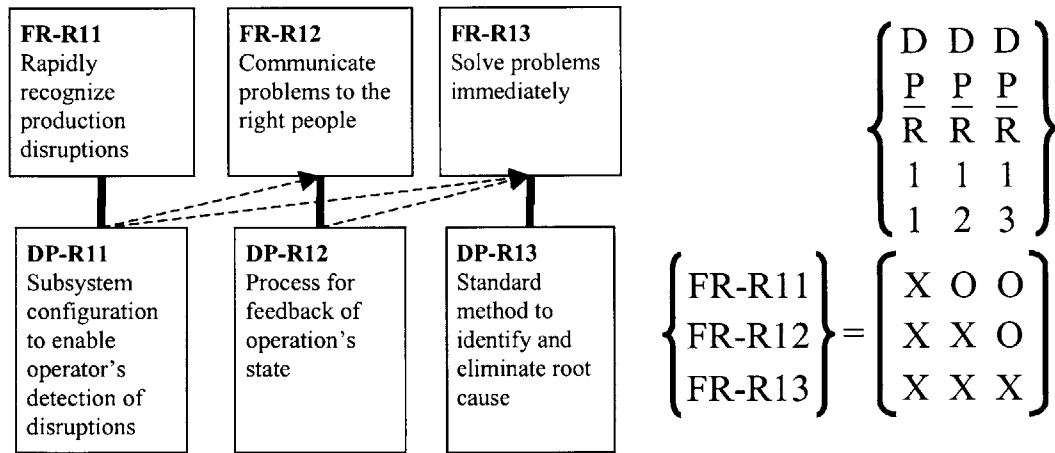 FR-R11
Rapidly
recognize
production
disruptions
FR-R12
Communicate
problems to the
right people
FR-R13
Solve problems
immediately
DP-R11
Subsystem
configuration
to enable
operator’s
detection of
disruptions
DP-R12
Process for
feedback of
operation’s
state
DP-R13
Standard
method to
identify and
eliminate root
cause
D D D
P P P
R R R
1 1 1
1 2 3
FR-R11 X O O
FR-R12 = X X O
FR-R13 X X X